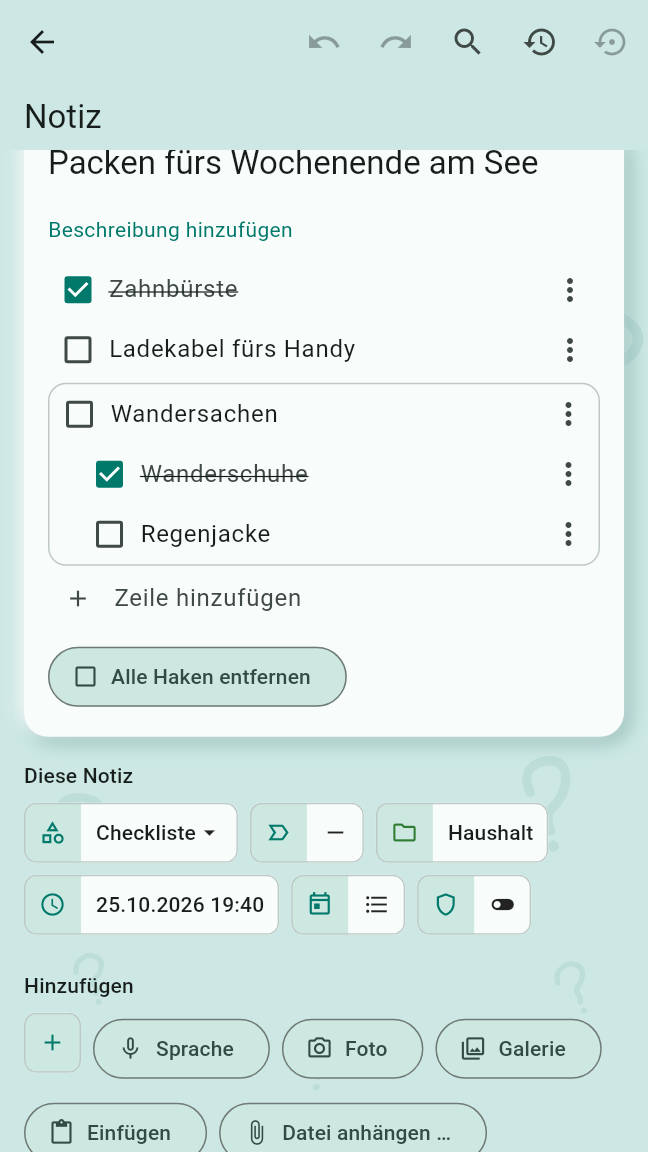 Notiz
Packen fürs Wochenende am See
Beschreibung hinzufügen
Zahnbürste
Ladekabel fürs Handy
Wandersachen
Wanderschuhe
Regenjacke
Zeile hinzufügen
Alle Haken entfernen
Diese Notiz
Checkliste
Haushalt
25.10.2026 19:40
Hinzufügen
Sprache
Foto
Galerie
Einfügen
Datei anhängen ...